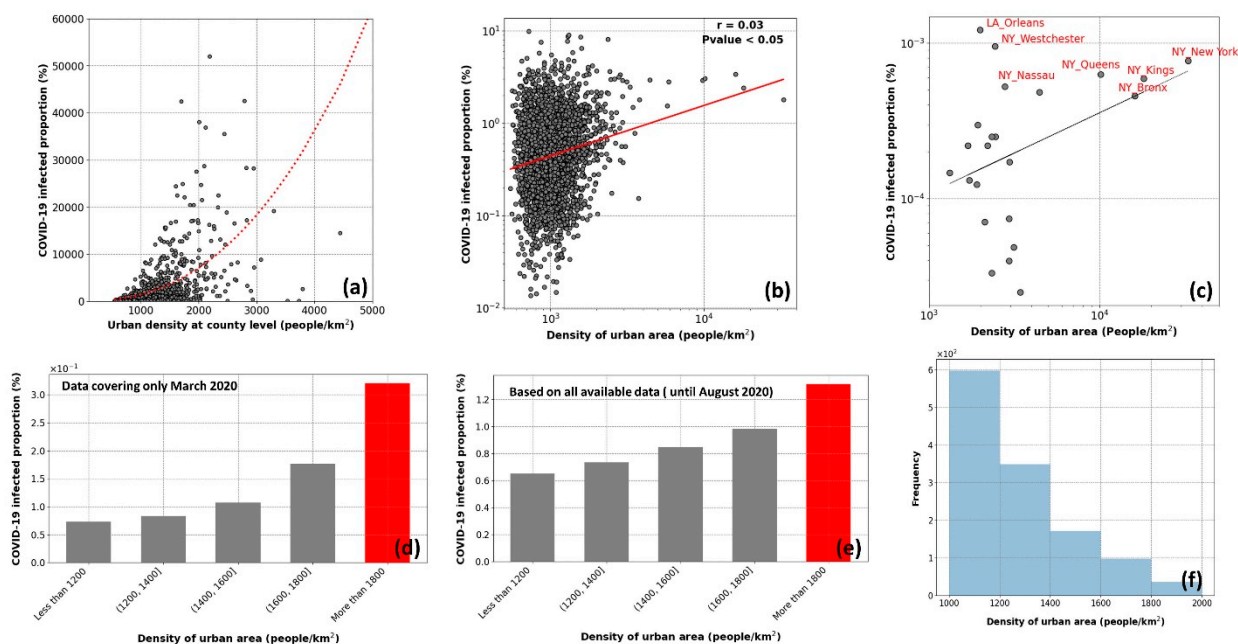 60000
50000
40000
30000
20000
10000
0
COVID-19 infected proportion (%)
1000 2000 3000 4000 5000
Urban density at county level (people/km²)
(a)
10¹
10⁰
10⁻¹
10⁻²
COVID-19 infected proportion (%)
r = 0.03
Pvalue < 0.05
10³ 10⁴
Density of urban area (people/km²)
(b)
10⁻³
10⁻⁴
COVID-19 infected proportion (%)
LA_Orleans
NY_Westchester
NY_Nassau
NY_Queens
NY_New York
NY_Kings
NY_Bronx
10³ 10⁴
Density of urban area (People/km²)
(c)
×10⁻¹
3.0
2.5
2.0
1.5
1.0
0.5
0.0
COVID-19 infected proportion (%)
Data covering only March 2020
Less than 1200
(1200, 1400]
(1400, 1600]
(1600, 1800]
More than 1800
Density of urban area (people/km²)
(d)
1.2
1.0
0.8
0.6
0.4
0.2
0.0
COVID-19 infected proportion (%)
Based on all available data ( until August 2020)
Less than 1200
(1200, 1400]
(1400, 1600]
(1600, 1800]
More than 1800
Density of urban area (people/km²)
(e)
×10²
6
5
4
3
2
1
0
Frequency
1000 1200 1400 1600 1800 2000
Density of urban area (people/km²)
(f)